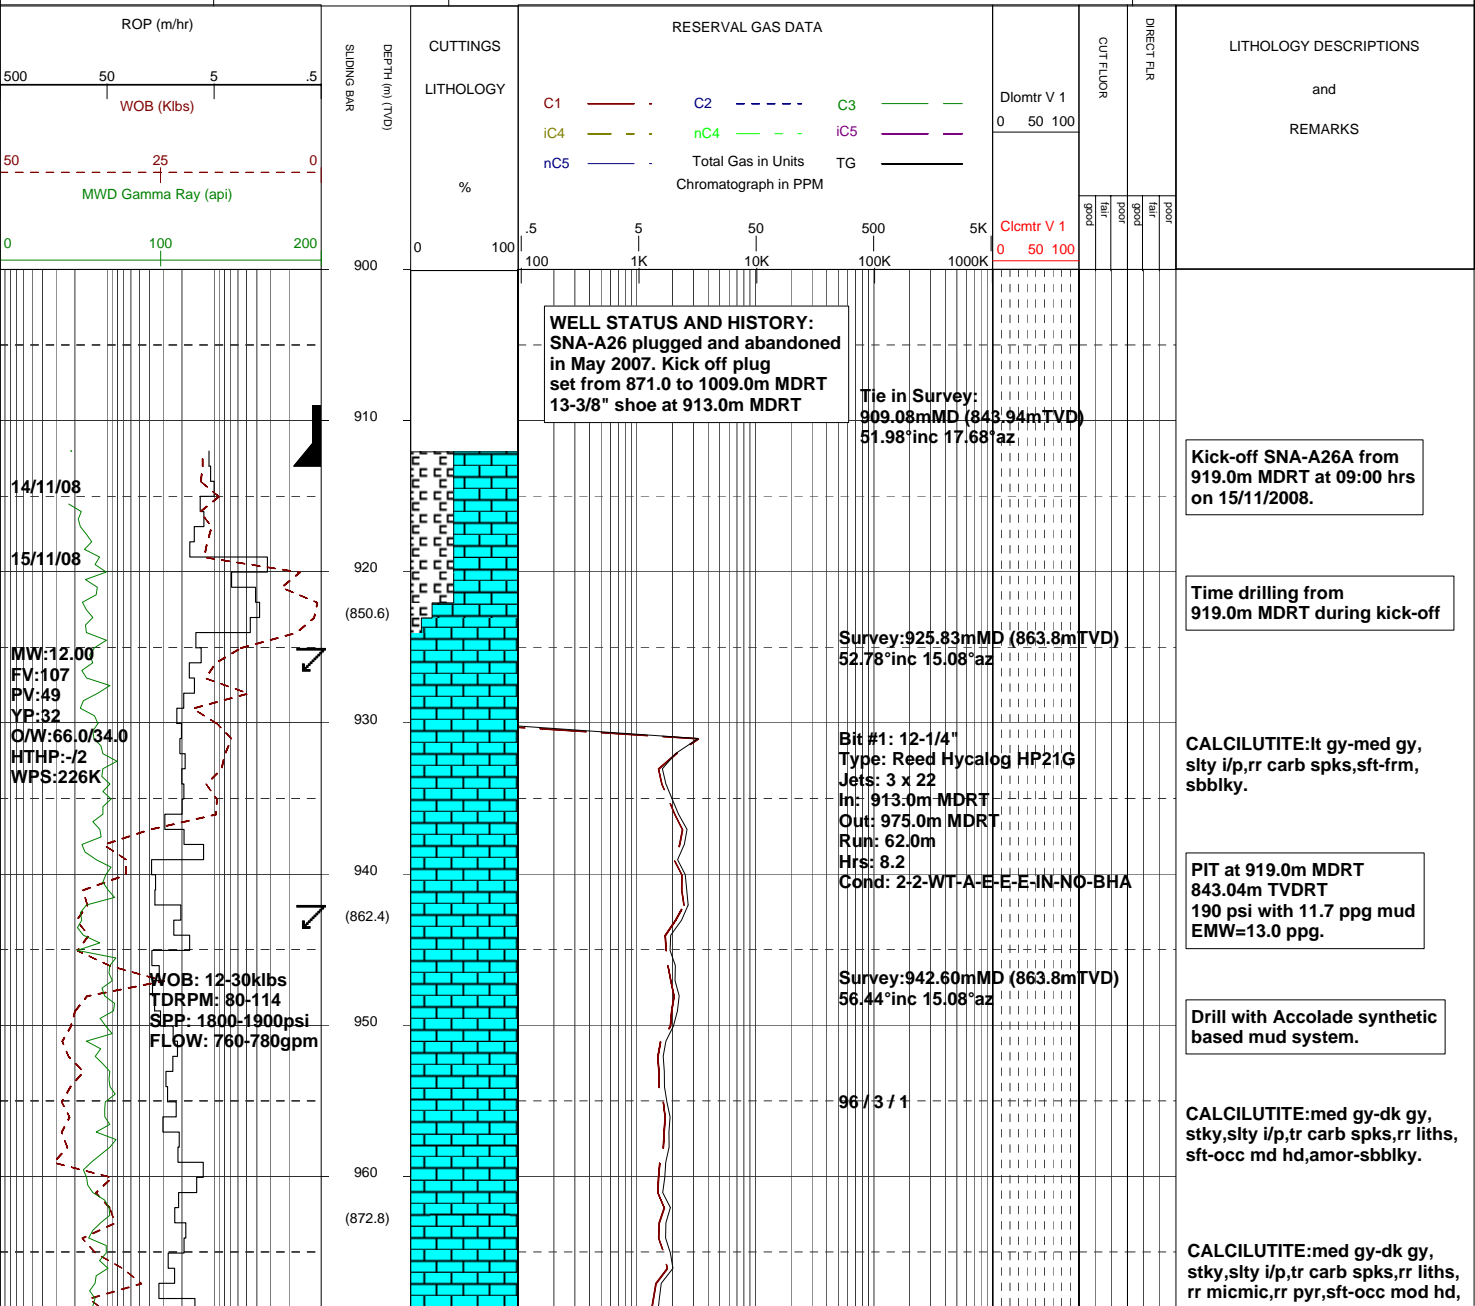 ROP (m/hr)
500 50 5 .5
WOB (Klbs)
50 25 0
MWD Gamma Ray (api)
0 100 200
SLIDING BAR
DEPTH (m) (TVD)
CUTTINGS
LITHOLOGY
%
0 100
RESERVAL GAS DATA
C1 C2 C3
iC4 nC4 iC5
nC5 Total Gas in Units TG
Chromatograph in PPM
.5 5 50 500 5K
100 1K 10K 100K 1000K
Dlomtr V 1
0 50 100
Clcmtr V 1
0 50 100
CUT FLUOR
DIRECT FLR
good fair poor good fair poor
LITHOLOGY DESCRIPTIONS
and
REMARKS
900
910
920
(850.6)
930
940
(862.4)
950
960
(872.8)
14/11/08
15/11/08
MW:12.00
FV:107
PV:49
YP:32
O/W:66.0/34.0
HTHP:-/2
WPS:226K
WOB: 12-30klbs
TDRPM: 80-114
SPP: 1800-1900psi
FLOW: 760-780gpm
WELL STATUS AND HISTORY:
SNA-A26 plugged and abandoned
in May 2007. Kick off plug
set from 871.0 to 1009.0m MDRT
13-3/8" shoe at 913.0m MDRT
Tie in Survey:
909.08mMD (843.94mTVD)
51.98°inc 17.68°az
Survey:925.83mMD (863.8mTVD)
52.78°inc 15.08°az
Bit #1: 12-1/4"
Type: Reed Hycalog HP21G
Jets: 3 x 22
In: 913.0m MDRT
Out: 975.0m MDRT
Run: 62.0m
Hrs: 8.2
Cond: 2-2-WT-A-E-E-E-IN-NO-BHA
Survey:942.60mMD (863.8mTVD)
56.44°inc 15.08°az
96 / 3 / 1
Kick-off SNA-A26A from
919.0m MDRT at 09:00 hrs
on 15/11/2008.
Time drilling from
919.0m MDRT during kick-off
CALCILUTITE:lt gy-med gy,
slty i/p,rr carb spks,sft-frm,
sbblky.
PIT at 919.0m MDRT
843.04m TVDRT
190 psi with 11.7 ppg mud
EMW=13.0 ppg.
Drill with Accolade synthetic
based mud system.
CALCILUTITE:med gy-dk gy,
stky,slty i/p,tr carb spks,rr liths,
sft-occ md hd,amor-sbblky.
CALCILUTITE:med gy-dk gy,
stky,slty i/p,tr carb spks,rr liths,
rr micmic,rr pyr,sft-occ mod hd,